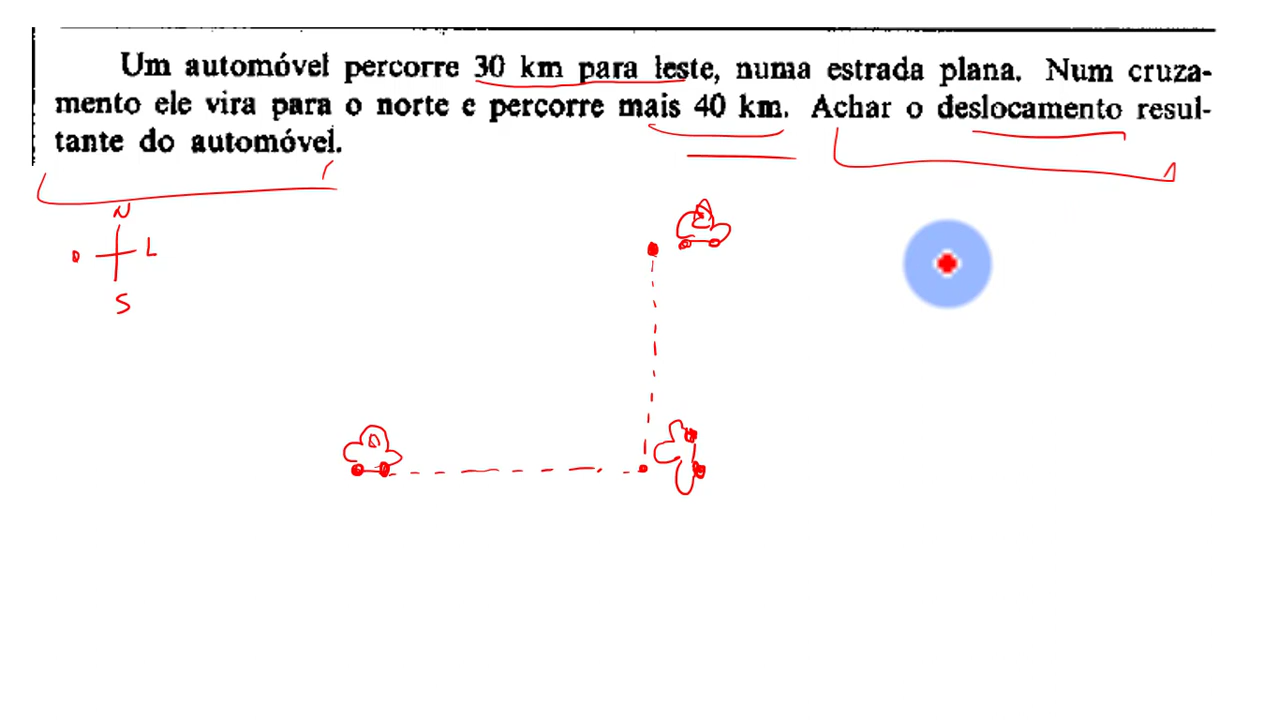 Um automóvel percorre 30 km para leste, numa estrada plana. Num cruza-
mento ele vira para o norte e percorre mais 40 km. Achar o deslocamento resul-
tante do automóvel.
N
O L
S